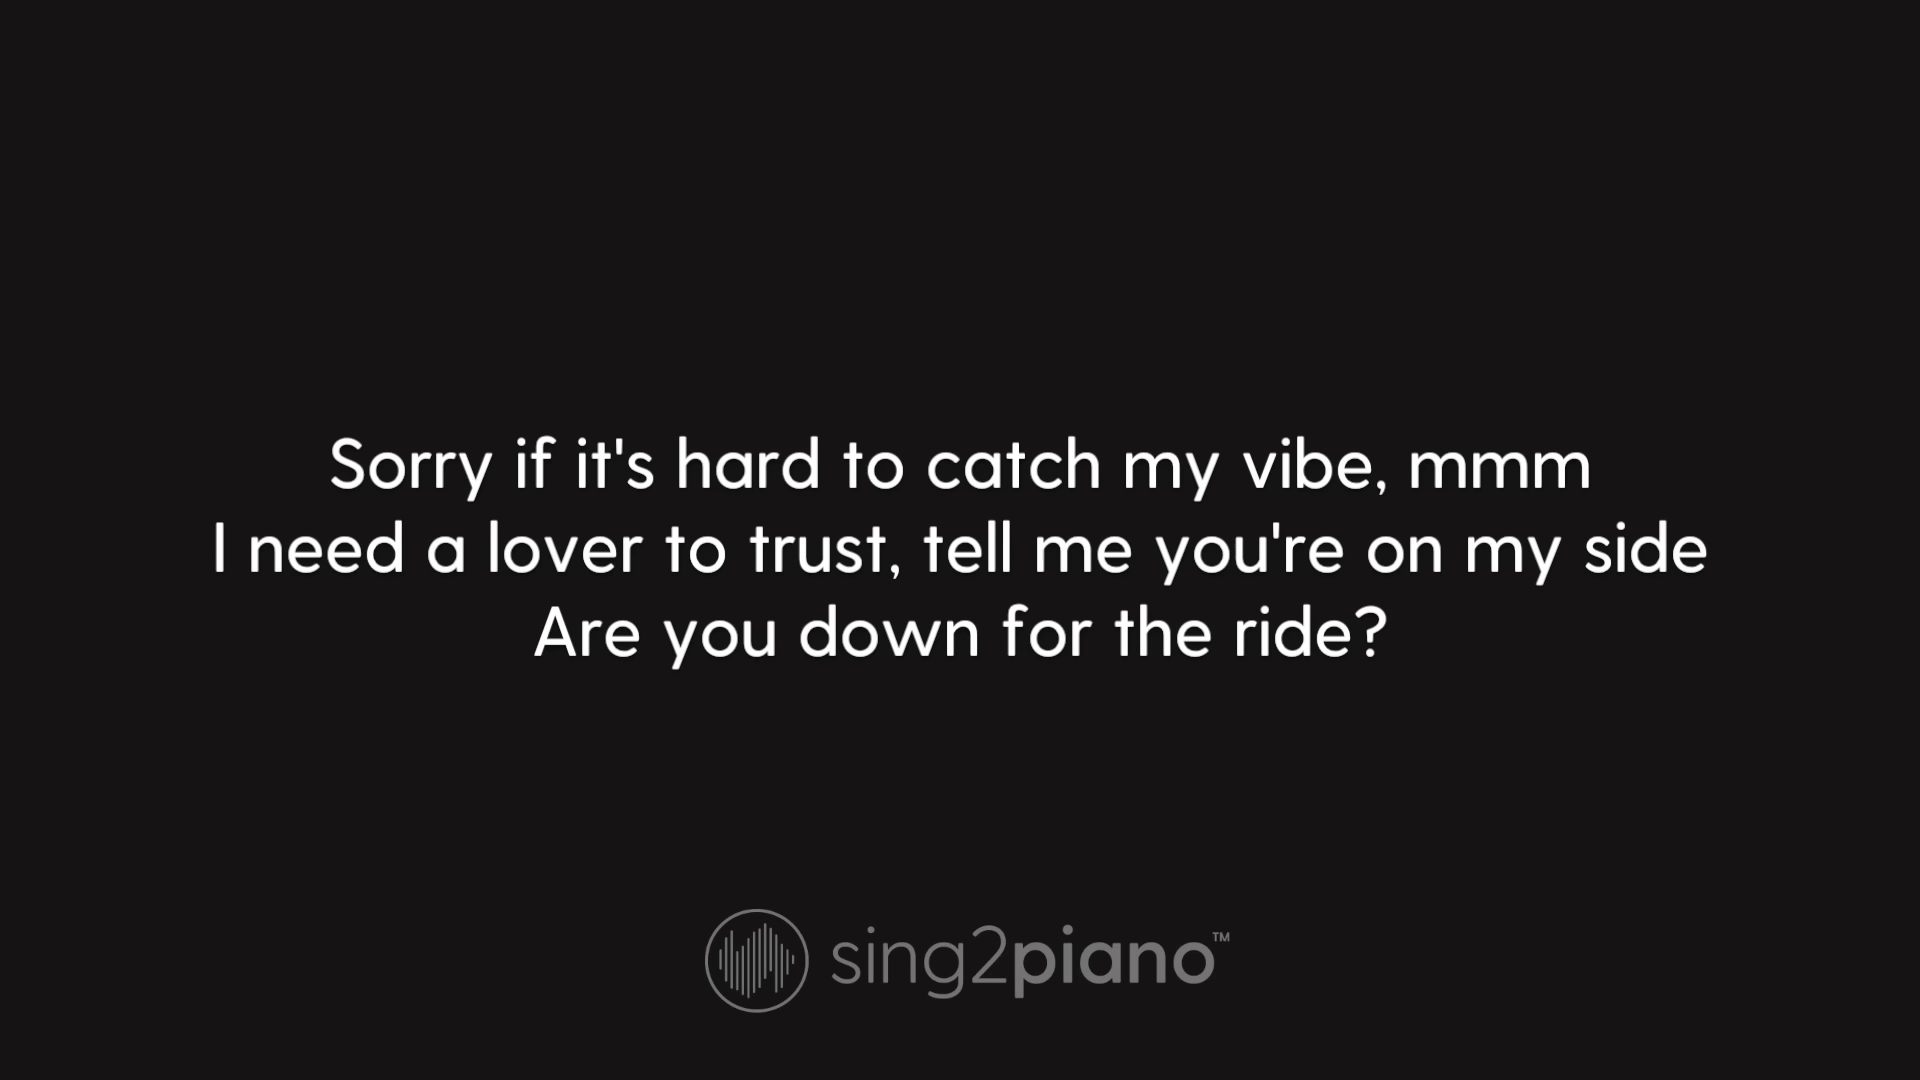 Sorry if it's hard to catch my vibe, mmm
I need a lover to trust, tell me you're on my side
Are you down for the ride?
sing2piano™